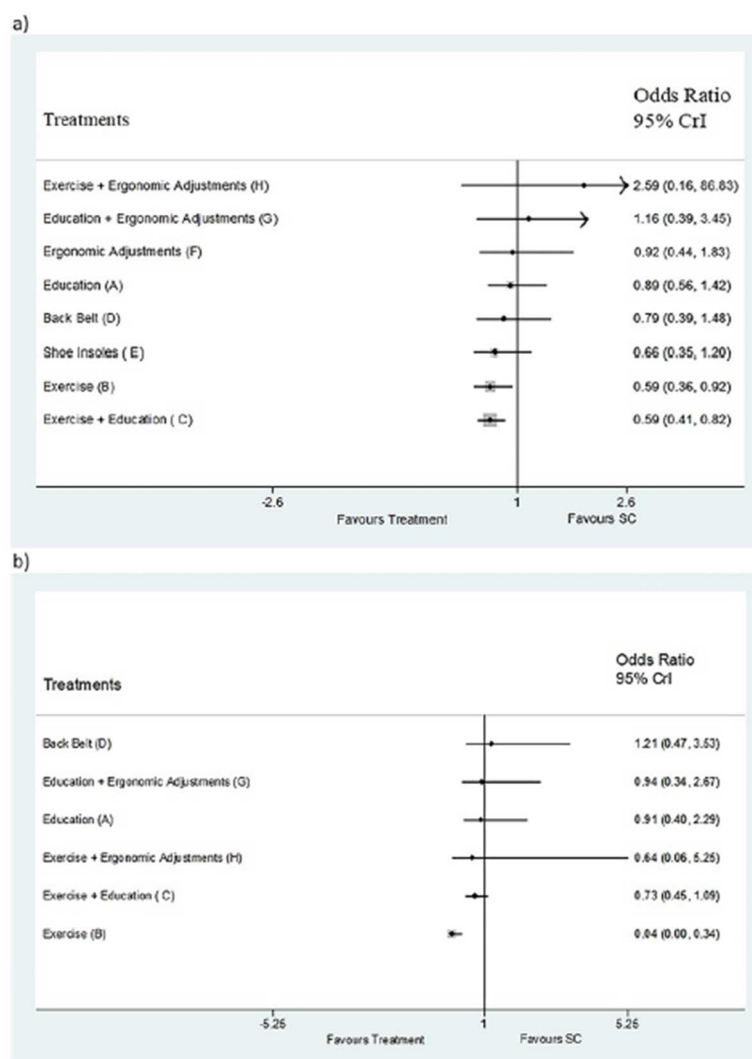 a)
Odds Ratio
Treatments 95% CrI
Exercise + Ergonomic Adjustments (H) 2.59 (0.16, 86.83)
Education + Ergonomic Adjustments (G) 1.16 (0.39, 3.45)
Ergonomic Adjustments (F) 0.92 (0.44, 1.83)
Education (A) 0.89 (0.56, 1.42)
Back Belt (D) 0.79 (0.39, 1.48)
Shoe Insoles ( E) 0.66 (0.35, 1.20)
Exercise (B) 0.59 (0.36, 0.92)
Exercise + Education ( C) 0.59 (0.41, 0.82)
-2.6 1 2.6
Favours Treatment Favours SC
b)
Odds Ratio
95% CrI
Treatments
Back Belt (D) 1.21 (0.47, 3.53)
Education + Ergonomic Adjustments (G) 0.94 (0.34, 2.67)
Education (A) 0.91 (0.40, 2.29)
Exercise + Ergonomic Adjustments (H) 0.64 (0.06, 5.25)
Exercise + Education ( C) 0.73 (0.45, 1.09)
Exercise (B) 0.04 (0.00, 0.34)
-5.25 1 5.25
Favours Treatment Favours SC